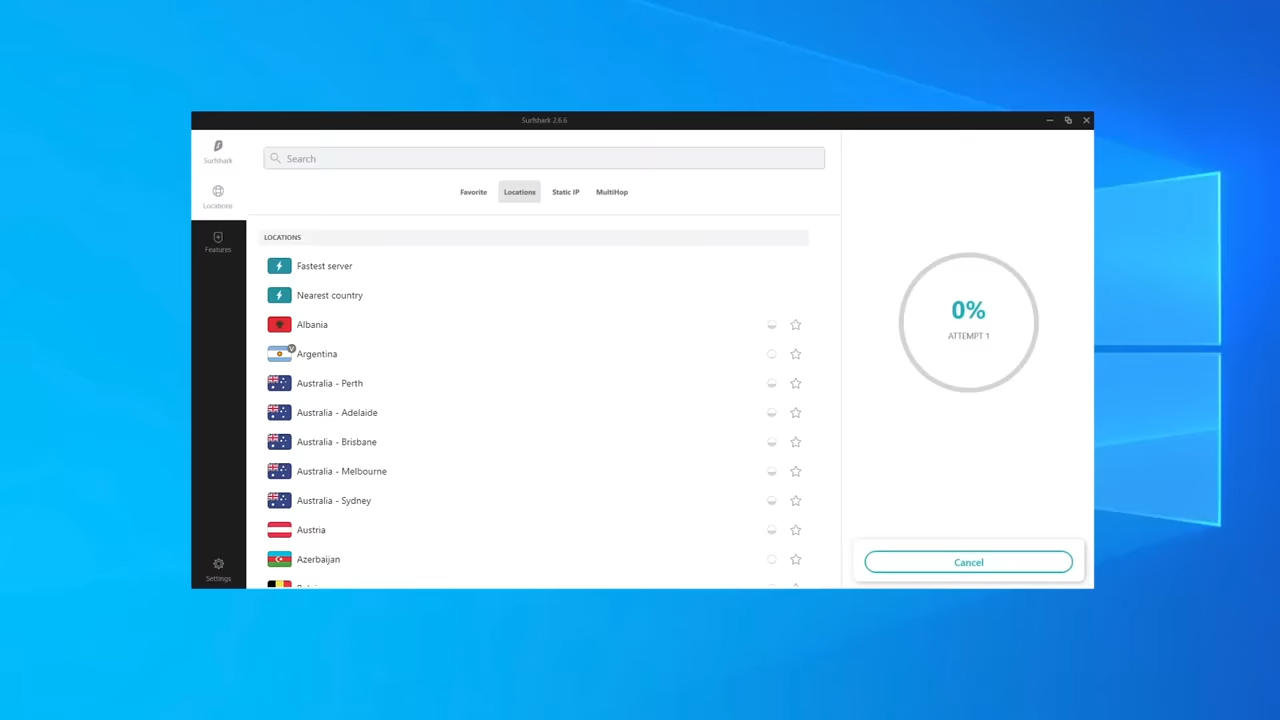 Surfshark 2.6.6
Surfshark
Locations
Features
Settings
Search
Favorite
Locations
Static IP
MultiHop
LOCATIONS
Fastest server
Nearest country
Albania
V
Argentina
Australia - Perth
Australia - Adelaide
Australia - Brisbane
Australia - Melbourne
Australia - Sydney
Austria
Azerbaijan
0%
ATTEMPT 1
Cancel